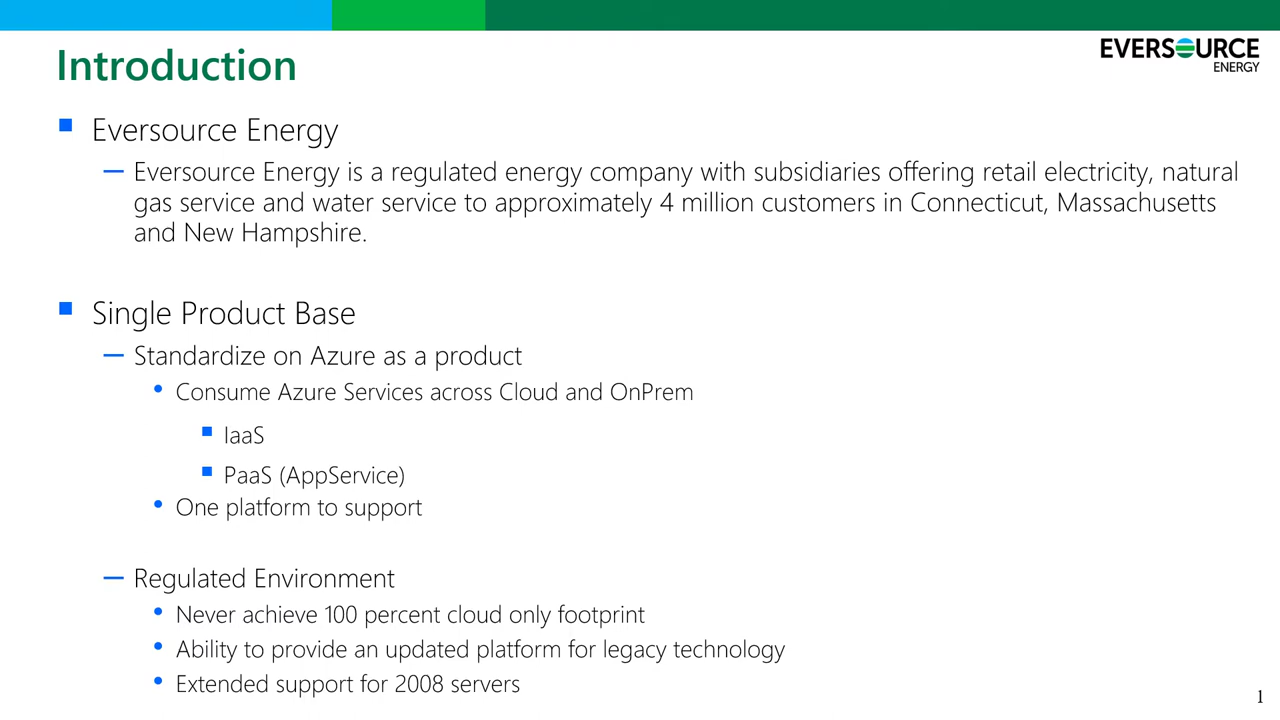 Introduction
EVERSOURCE
ENERGY
Eversource Energy
Eversource Energy is a regulated energy company with subsidiaries offering retail electricity, natural
gas service and water service to approximately 4 million customers in Connecticut, Massachusetts
and New Hampshire.
Single Product Base
Standardize on Azure as a product
Consume Azure Services across Cloud and OnPrem
IaaS
PaaS (AppService)
One platform to support
Regulated Environment
Never achieve 100 percent cloud only footprint
Ability to provide an updated platform for legacy technology
Extended support for 2008 servers
1